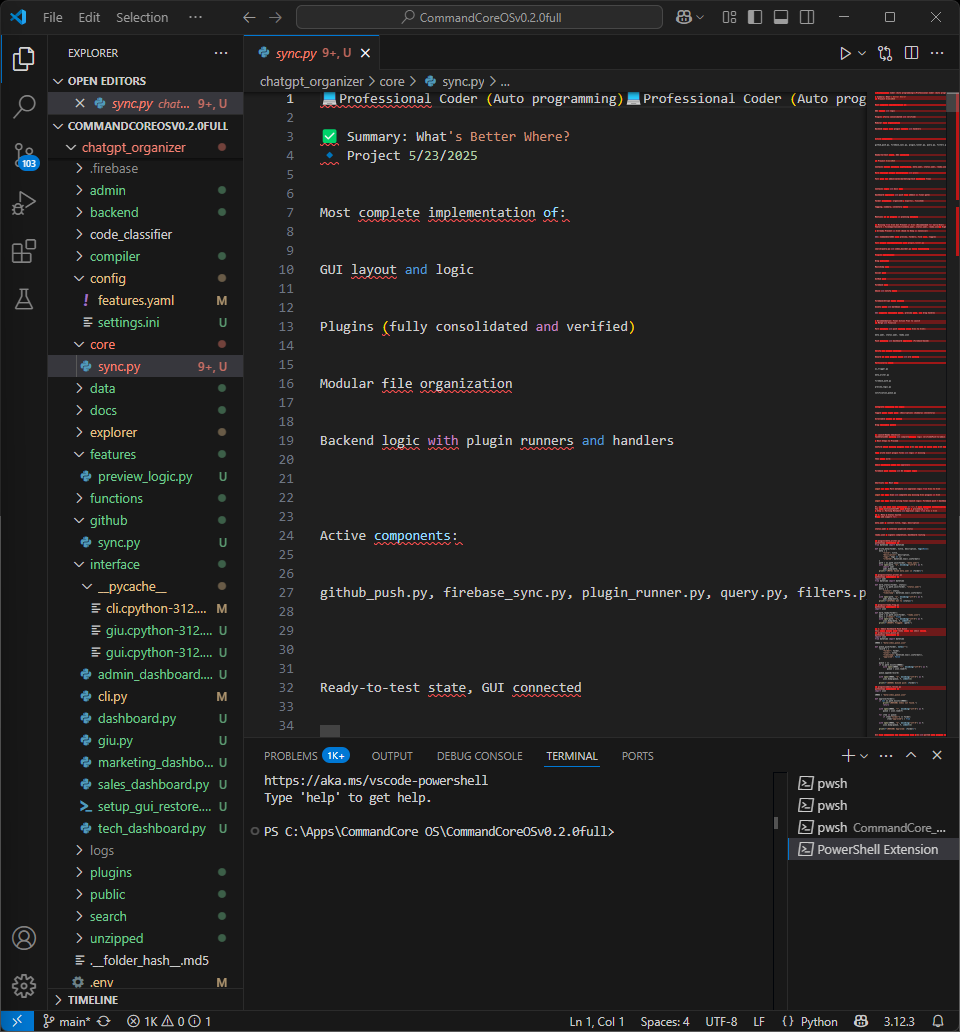 File Edit Selection ··· CommandCoreOSv0.2.0full
EXPLORER ···
OPEN EDITORS
sync.py chat... 9+, U
COMMANDCOREOSV0.2.0FULL
chatgpt_organizer
.firebase
admin
backend
code_classifier
compiler
config
! features.yaml M
settings.ini U
core
sync.py 9+, U
data
docs
explorer
features
preview_logic.py U
functions
github
sync.py U
interface
__pycache__
cli.cpython-312.... M
giu.cpython-312.... U
gui.cpython-312.... U
admin_dashboard.... U
cli.py M
dashboard.py U
giu.py U
marketing_dashbo... U
sales_dashboard.py U
setup_gui_restore.... U
tech_dashboard.py U
logs
plugins
public
search
unzipped
.__folder_hash__.md5
.env M
TIMELINE
103
sync.py 9+, U
chatgpt_organizer > core > sync.py > ...
1 💻Professional Coder (Auto programming)💻Professional Coder (Auto prog
2
3 ✅ Summary: What's Better Where?
4 🔹 Project 5/23/2025
5
6
7 Most complete implementation of:
8
9
10 GUI layout and logic
11
12
13 Plugins (fully consolidated and verified)
14
15
16 Modular file organization
17
18
19 Backend logic with plugin runners and handlers
20
21
22
23
24 Active components:
25
26
27 github_push.py, firebase_sync.py, plugin_runner.py, query.py, filters.p
28
29
30
31
32 Ready-to-test state, GUI connected
33
34
PROBLEMS 1K+ OUTPUT DEBUG CONSOLE TERMINAL PORTS
https://aka.ms/vscode-powershell
Type 'help' to get help.
PS C:\Apps\CommandCore OS\CommandCoreOSv0.2.0full>
pwsh
pwsh
pwsh CommandCore_...
PowerShell Extension
main* 1K 0 1 Ln 1, Col 1 Spaces: 4 UTF-8 LF {} Python 3.12.3